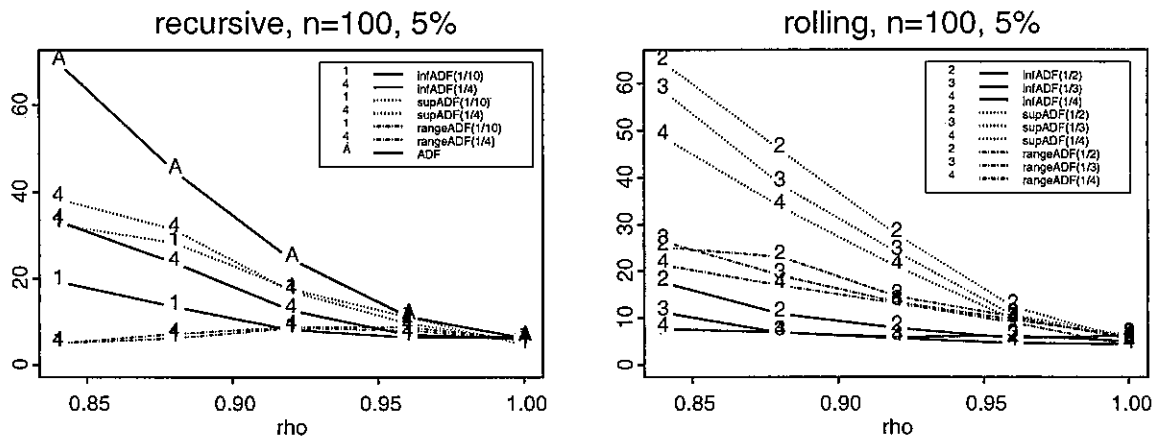 recursive, n=100, 5%
1 infADF(1/10)
4 infADF(1/4)
1 supADF(1/10)
4 supADF(1/4)
1 rangeADF(1/10)
4 rangeADF(1/4)
A ADF
60
40
20
0
0.85 0.90 0.95 1.00
rho
rolling, n=100, 5%
2 infADF(1/2)
3 infADF(1/3)
4 infADF(1/4)
2 supADF(1/2)
3 supADF(1/3)
4 supADF(1/4)
2 rangeADF(1/2)
3 rangeADF(1/3)
4 rangeADF(1/4)
60
50
40
30
20
10
0
0.85 0.90 0.95 1.00
rho